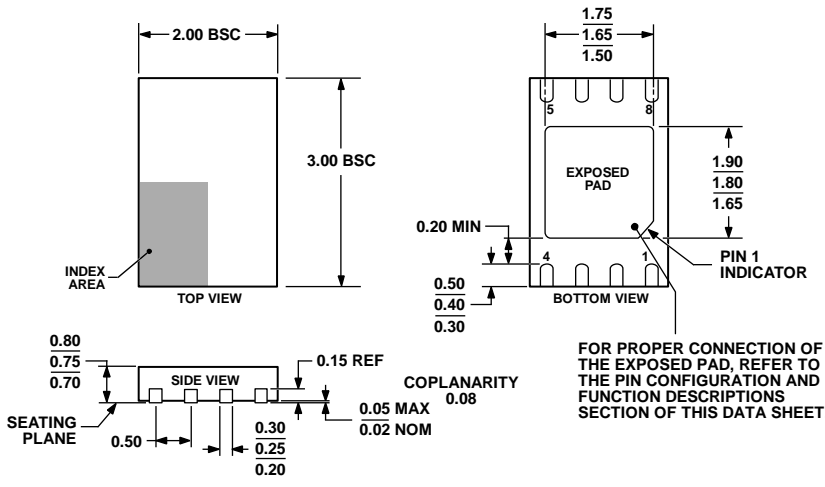 2.00 BSC
1.75
1.65
1.50
5
8
3.00 BSC
EXPOSED
PAD
1.90
1.80
1.65
0.20 MIN
4
1
PIN 1
INDICATOR
INDEX
AREA
TOP VIEW
0.50
0.40
0.30
BOTTOM VIEW
FOR PROPER CONNECTION OF
THE EXPOSED PAD, REFER TO
THE PIN CONFIGURATION AND
FUNCTION DESCRIPTIONS
SECTION OF THIS DATA SHEET
0.80
0.75
0.70
SIDE VIEW
0.15 REF
COPLANARITY
0.08
0.05 MAX
0.02 NOM
SEATING
PLANE
0.50
0.30
0.25
0.20